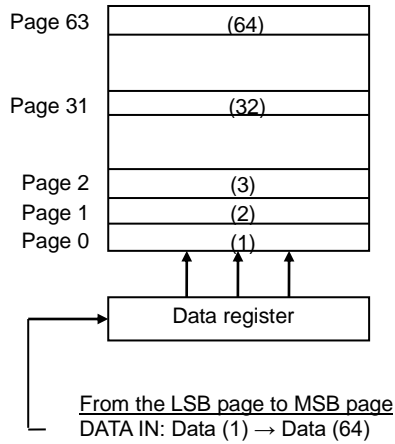 Page 63 (64)
Page 31 (32)
Page 2 (3)
Page 1 (2)
Page 0 (1)
Data register
From the LSB page to MSB page
DATA IN: Data (1) → Data (64)